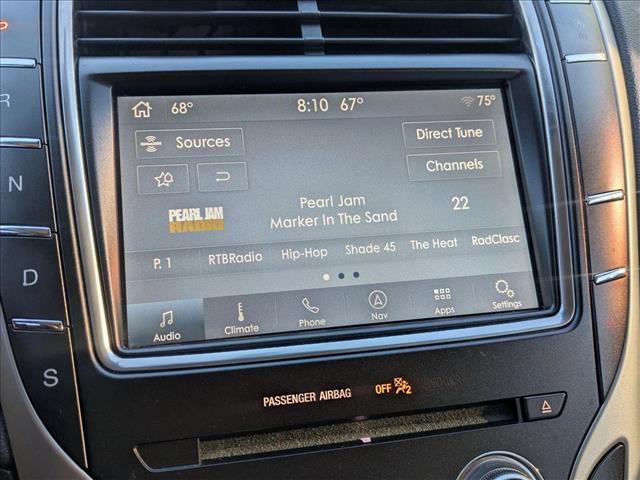 68° 8:10 67° 75°
Sources
Direct Tune
Channels
Pearl Jam
Marker In The Sand
22
PEARL JAM
RADIO
P. 1 RTBRadio Hip-Hop Shade 45 The Heat RadClasc
Audio Climate Phone Nav Apps Settings
R
N
D
S
PASSENGER AIRBAG OFF 2